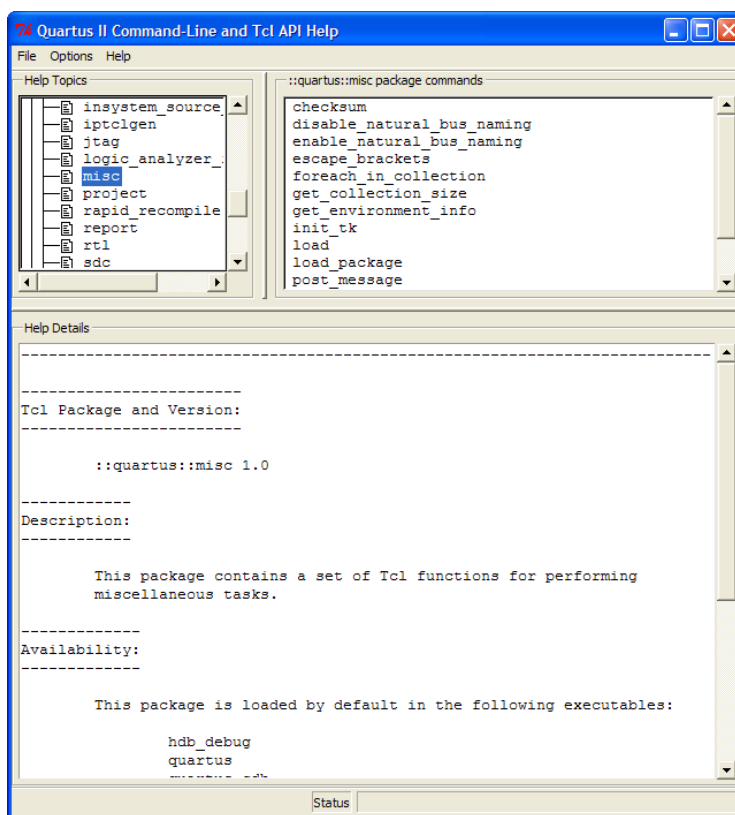 Quartus II Command-Line and Tcl API Help
File Options Help
Help Topics
insystem_source_
iptclgen
jtag
logic_analyzer_
misc
project
rapid_recompile
report
rtl
sdc
::quartus::misc package commands
checksum
disable_natural_bus_naming
enable_natural_bus_naming
escape_brackets
foreach_in_collection
get_collection_size
get_environment_info
init_tk
load
load_package
post_message
Help Details
---------------------------------------------------------------------------
------------------------
Tcl Package and Version:
------------------------
::quartus::misc 1.0
------------
Description:
------------
This package contains a set of Tcl functions for performing
miscellaneous tasks.
-------------
Availability:
-------------
This package is loaded by default in the following executables:
hdb_debug
quartus
Status